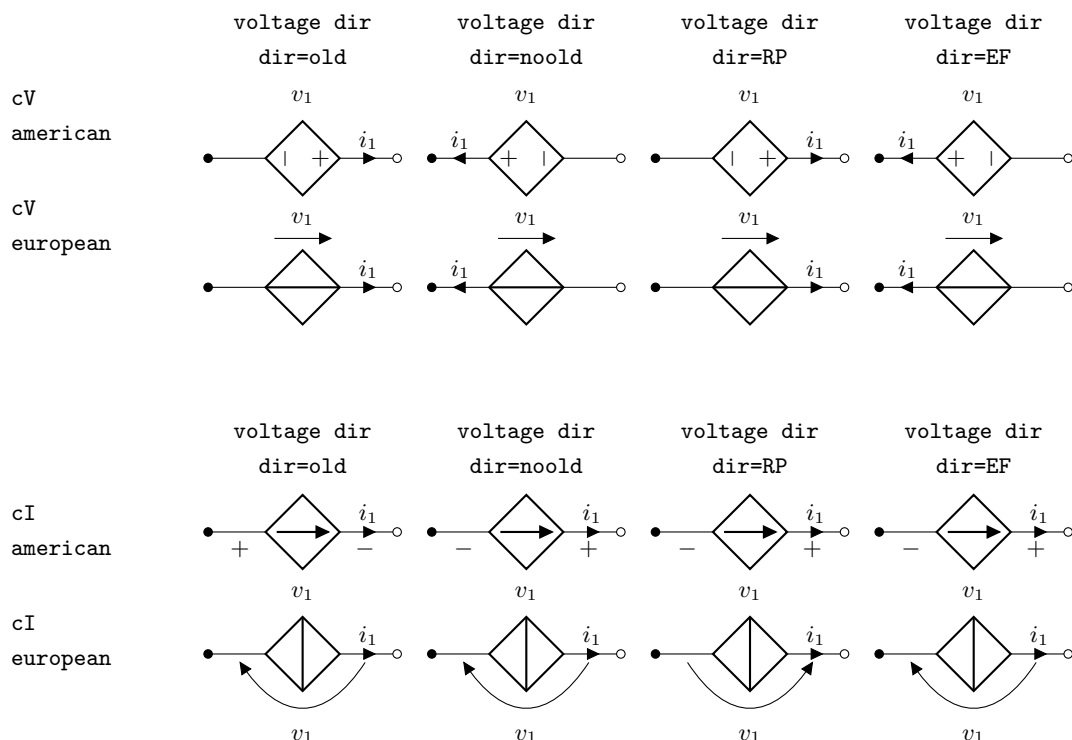 voltage dir voltage dir voltage dir voltage dir
dir=old dir=noold dir=RP dir=EF
cV
american
v₁ v₁ v₁ v₁
− + i₁ i₁ + − − + i₁ i₁ + −
cV
european
v₁ v₁ v₁ v₁
i₁ i₁ i₁ i₁
voltage dir voltage dir voltage dir voltage dir
dir=old dir=noold dir=RP dir=EF
cI
american
i₁ i₁ i₁ i₁
+ − − + − + − +
v₁ v₁ v₁ v₁
cI
european
i₁ i₁ i₁ i₁
v₁ v₁ v₁ v₁